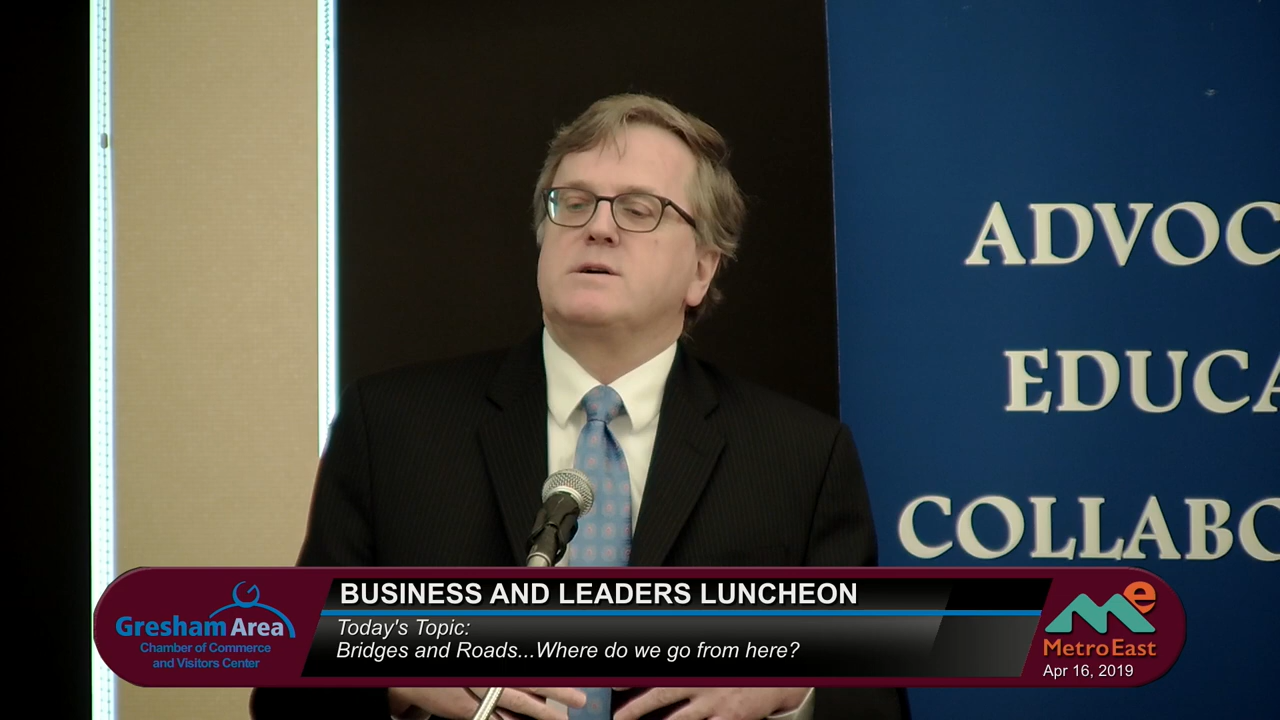 ADVOC
EDUCA
COLLABO
BUSINESS AND LEADERS LUNCHEON
Today's Topic:
Bridges and Roads...Where do we go from here?
Gresham Area
Chamber of Commerce
and Visitors Center
Me
MetroEast
Apr 16, 2019